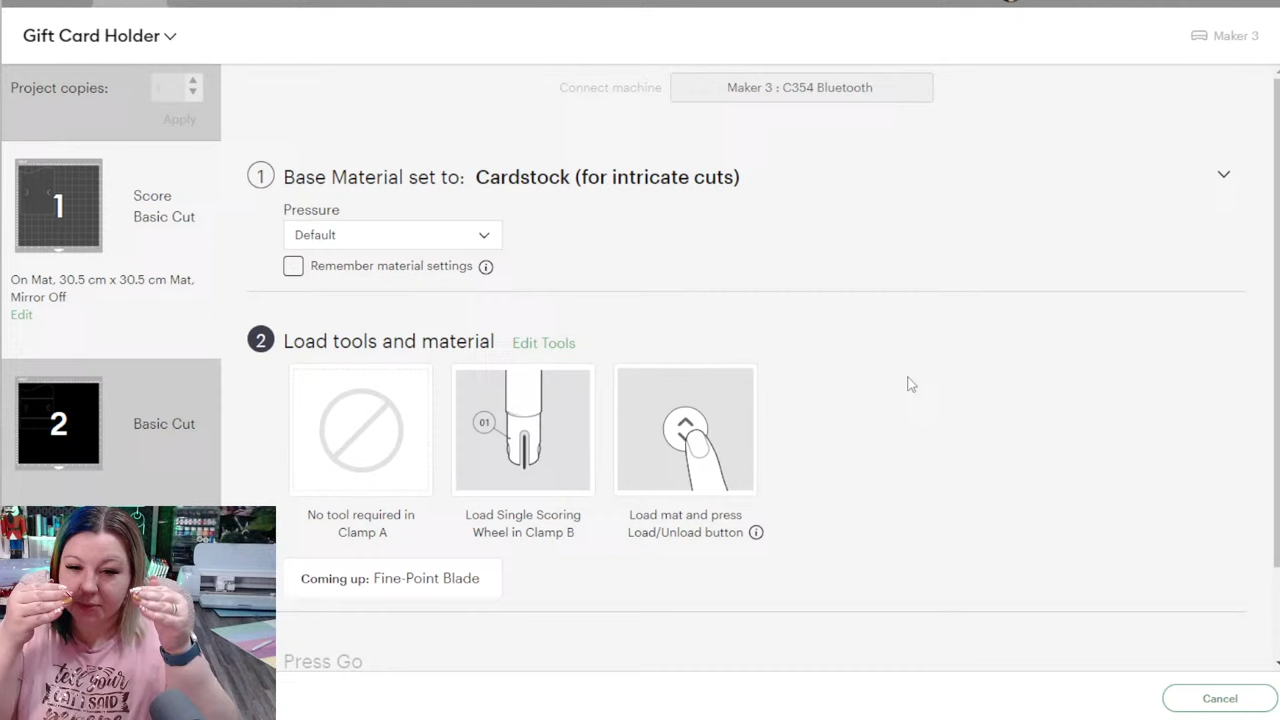 Gift Card Holder
Maker 3
Project copies:
Apply
Connect machine
Maker 3 : C354 Bluetooth
1
Score
Basic Cut
On Mat, 30.5 cm x 30.5 cm Mat,
Mirror Off
Edit
2
Basic Cut
1 Base Material set to: Cardstock (for intricate cuts)
Pressure
Default
Remember material settings
2 Load tools and material Edit Tools
01
No tool required in
Clamp A
Load Single Scoring
Wheel in Clamp B
Load mat and press
Load/Unload button
Coming up: Fine-Point Blade
Press Go
Cancel